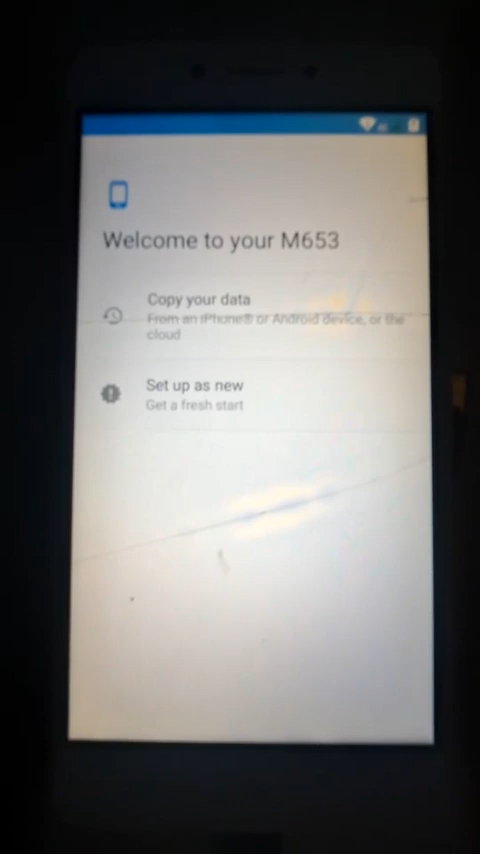 Welcome to your M653
Copy your data
From an iPhone® or Android device, or the
cloud
Set up as new
Get a fresh start